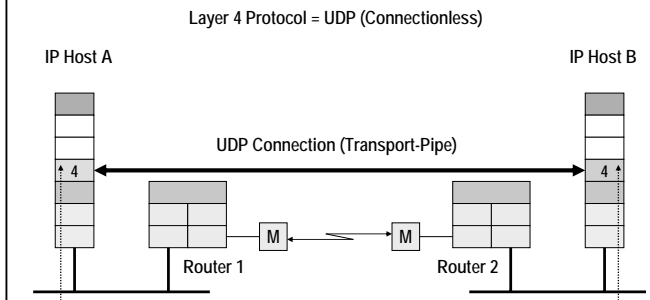 Layer 4 Protocol = UDP (Connectionless)
IP Host A
IP Host B
UDP Connection (Transport-Pipe)
4
4
M
M
Router 1
Router 2